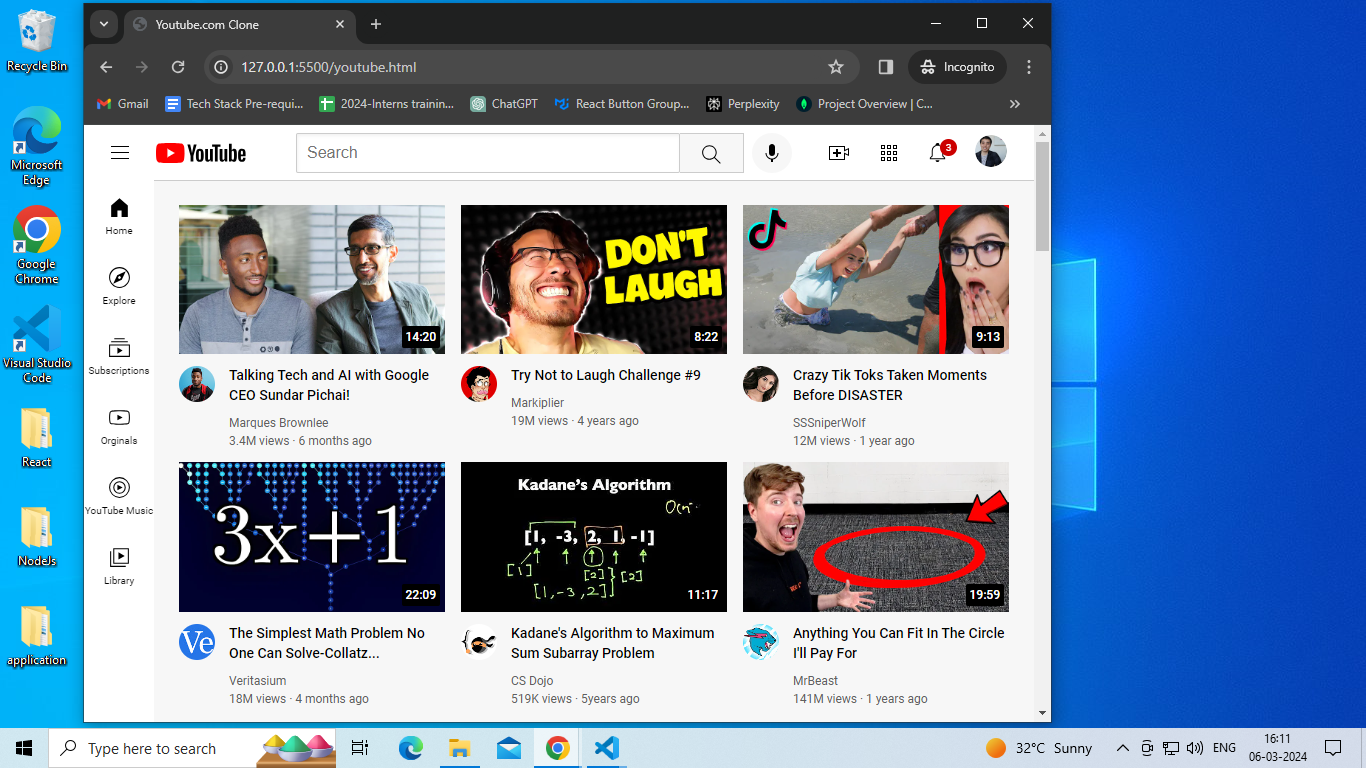 Recycle Bin
Microsoft
Edge
Google
Chrome
Visual Studio
Code
React
NodeJs
application
Youtube.com Clone
127.0.0.1:5500/youtube.html
Incognito
Gmail
Tech Stack Pre-requi...
2024-Interns trainin...
ChatGPT
React Button Group...
Perplexity
Project Overview | C...
YouTube
Search
3
Home
Explore
Subscriptions
Orginals
YouTube Music
Library
14:20
Talking Tech and AI with Google
CEO Sundar Pichai!
Marques Brownlee
3.4M views · 6 months ago
DON'T
LAUGH
8:22
Try Not to Laugh Challenge #9
Markiplier
19M views · 4 years ago
9:13
Crazy Tik Toks Taken Moments
Before DISASTER
SSSniperWolf
12M views · 1 year ago
3x+1
22:09
Ve
The Simplest Math Problem No
One Can Solve-Collatz...
Veritasium
18M views · 4 months ago
Kadane's Algorithm
[1, -3, 2, 1, -1]
[1]
[2]
[2]
[1, -3, 2]
11:17
Kadane's Algorithm to Maximum
Sum Subarray Problem
CS Dojo
519K views · 5years ago
19:59
Anything You Can Fit In The Circle
I'll Pay For
MrBeast
141M views · 1 years ago
Type here to search
32°C Sunny
ENG
16:11
06-03-2024